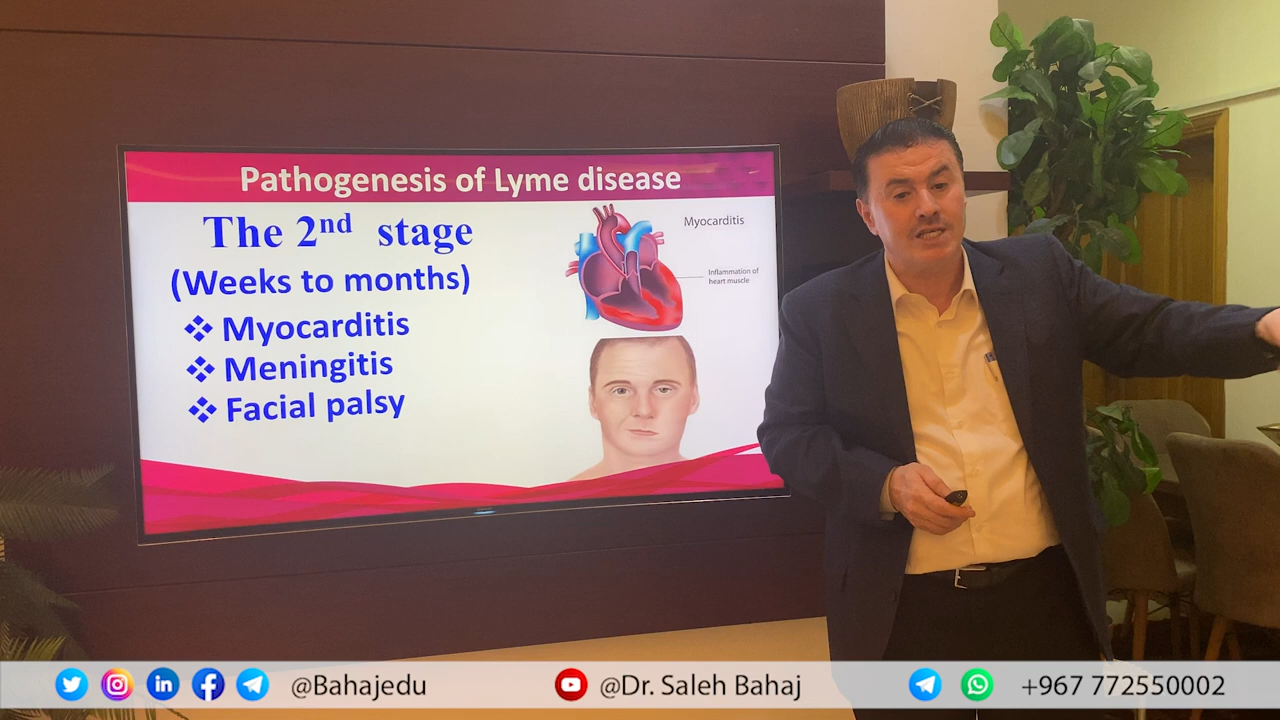 Pathogenesis of Lyme disease
The 2nd stage
(Weeks to months)
❖ Myocarditis
❖ Meningitis
❖ Facial palsy
Myocarditis
Inflammation of
heart muscle
@Bahajedu
@Dr. Saleh Bahaj
+967 772550002